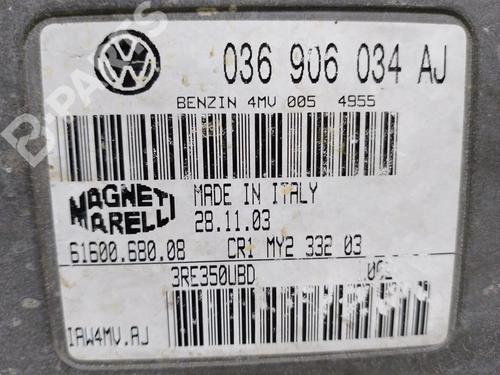 036 906 034 AJ
BENZIN 4MV 005 4955
MAGNETI MARELLI
MADE IN ITALY
28.11.03
61600.680.08 CR1 MY2 332 03
3RE350UBD
IAW4MV.AJ